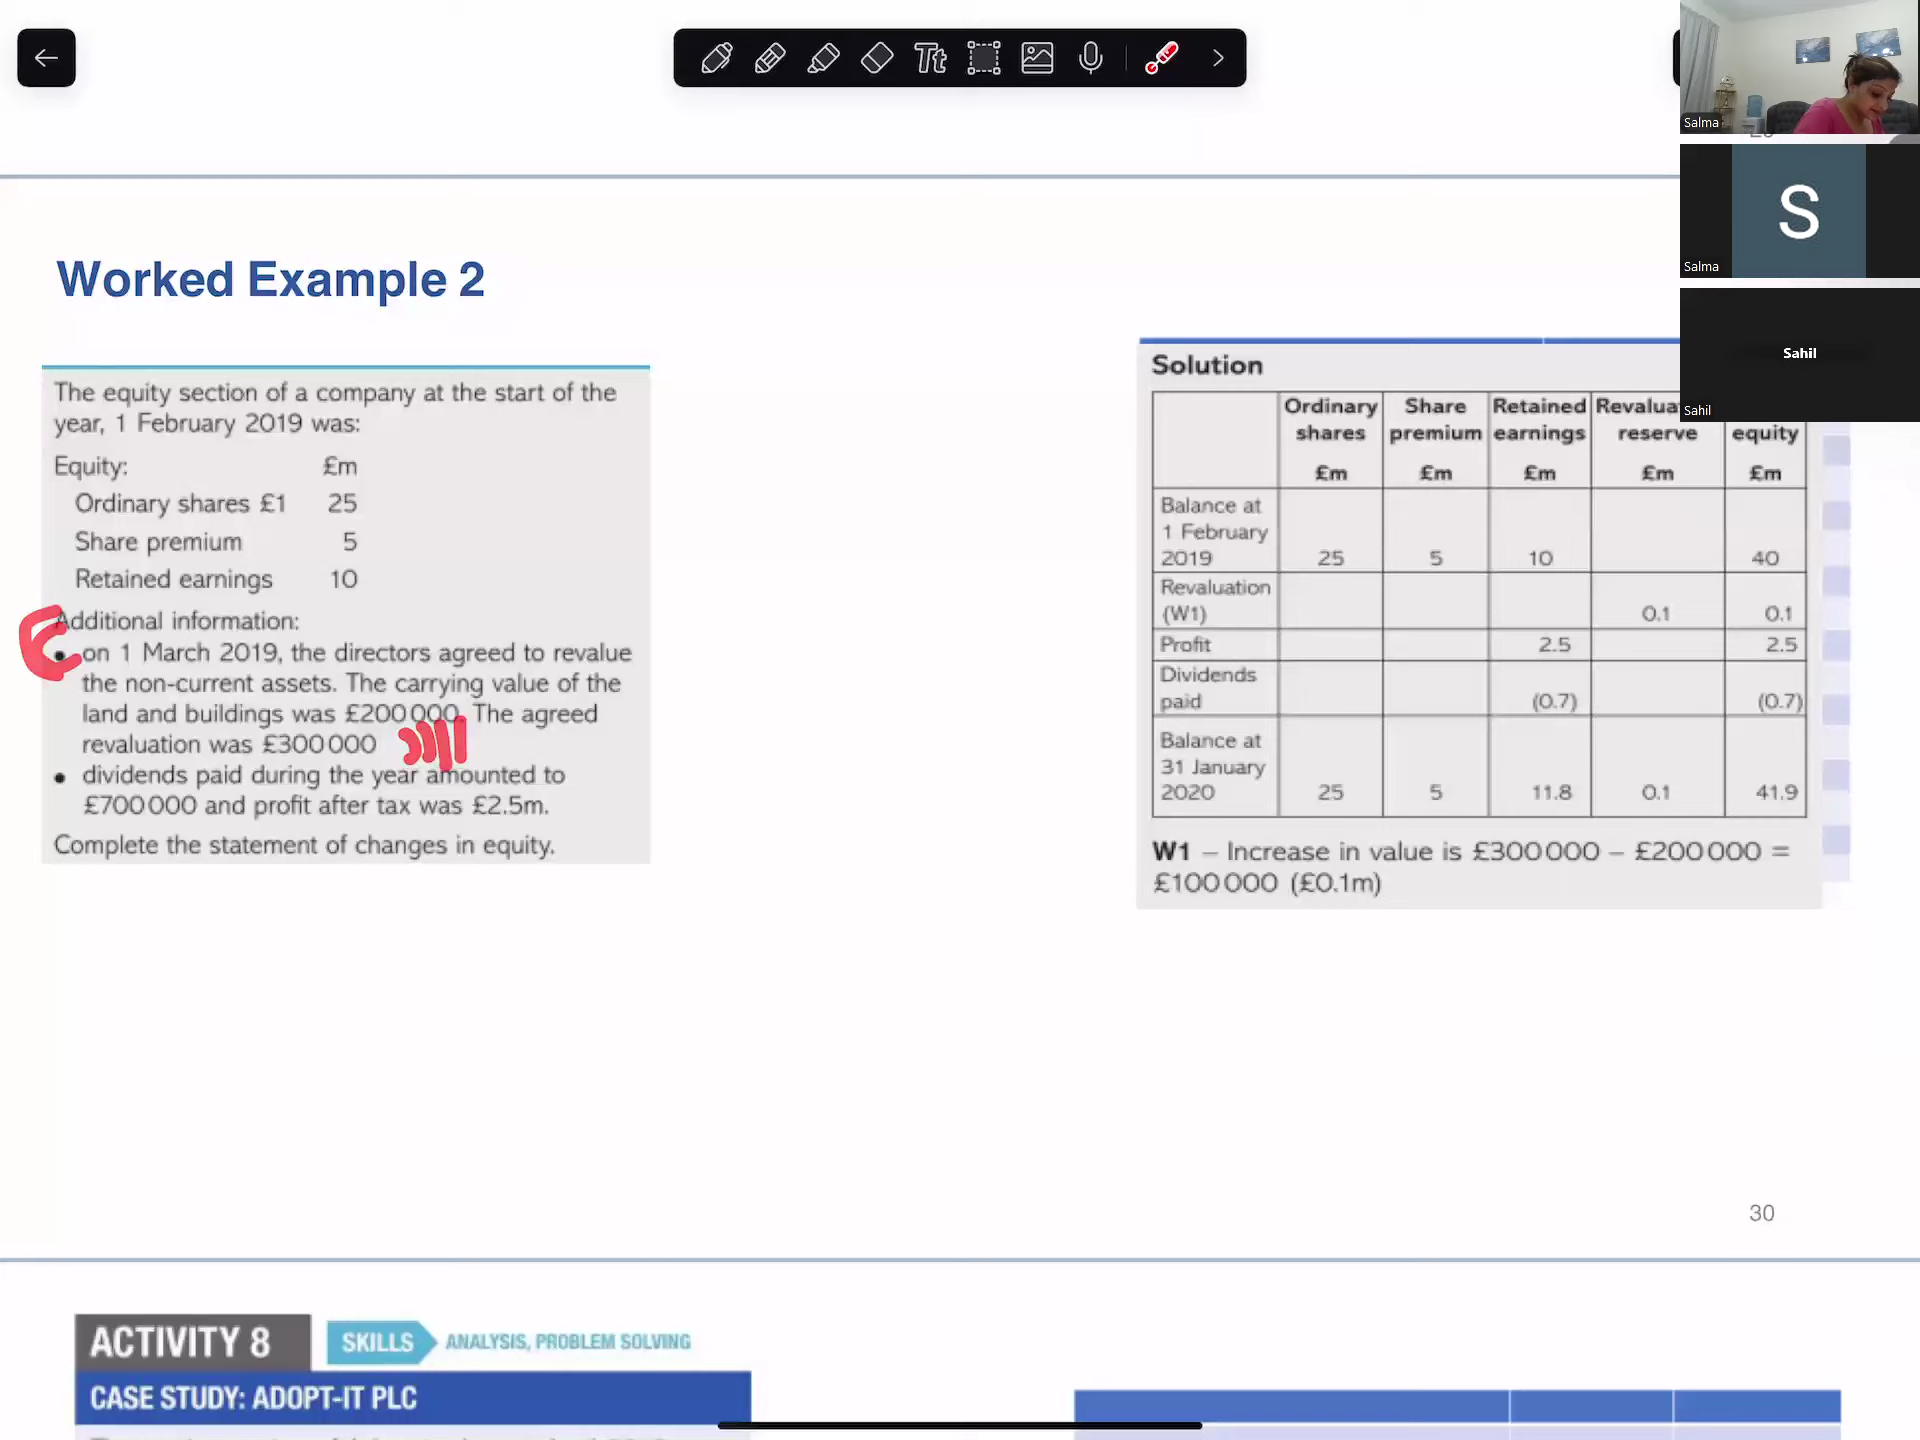 Tt
Salma
Salma
S
Sahil
Sahil
Worked Example 2
The equity section of a company at the start of the
year, 1 February 2019 was:
Equity: £m
Ordinary shares £1 25
Share premium 5
Retained earnings 10
Additional information:
• on 1 March 2019, the directors agreed to revalue
the non-current assets. The carrying value of the
land and buildings was £200 000. The agreed
revaluation was £300 000
• dividends paid during the year amounted to
£700 000 and profit after tax was £2.5m.
Complete the statement of changes in equity.
Solution
Ordinary shares £m Share premium £m Retained earnings £m reserve £m equity £m
Balance at 1 February 2019 25 5 10 40
Revaluation (W1) 0.1 0.1
Profit 2.5 2.5
Dividends paid (0.7) (0.7)
Balance at 31 January 2020 25 5 11.8 0.1 41.9
W1 – Increase in value is £300 000 – £200 000 =
£100 000 (£0.1m)
30
ACTIVITY 8
SKILLS
ANALYSIS, PROBLEM SOLVING
CASE STUDY: ADOPT-IT PLC